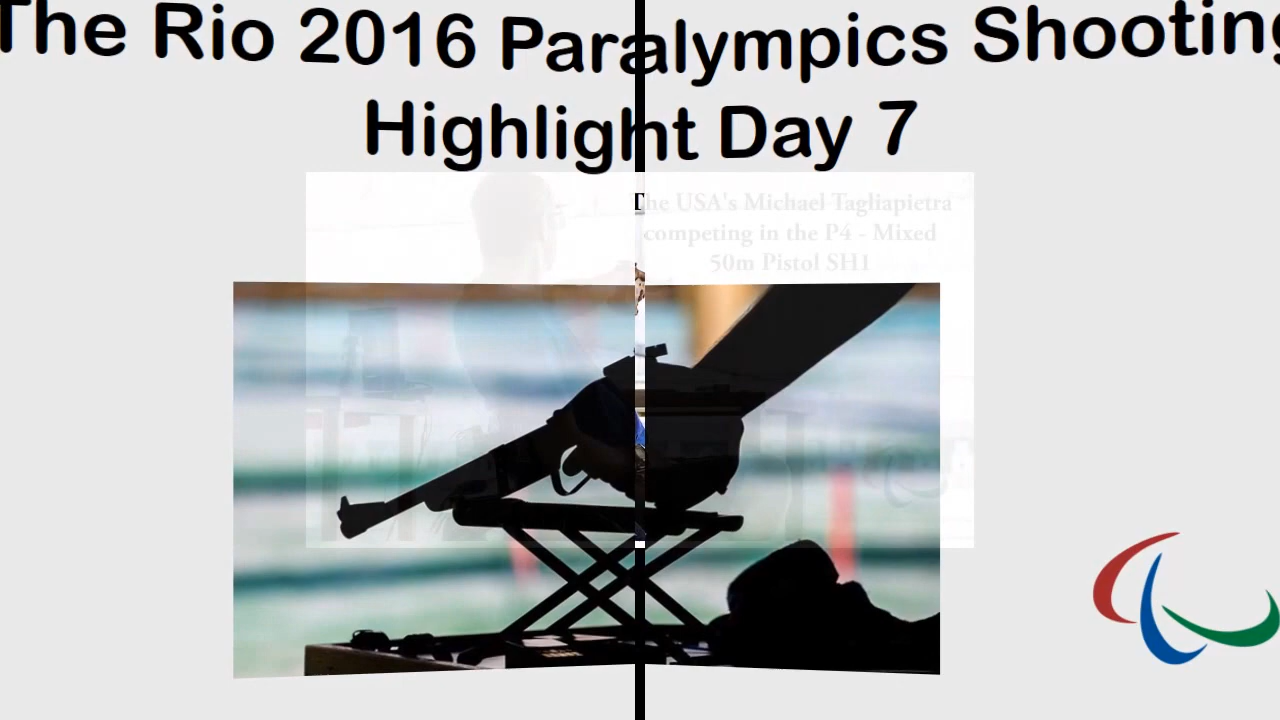 The Rio 2016 Paralympics Shooting
Highlight Day 7
The USA's Michael Tagliapietra
competing in the P4 - Mixed
50m Pistol SH1